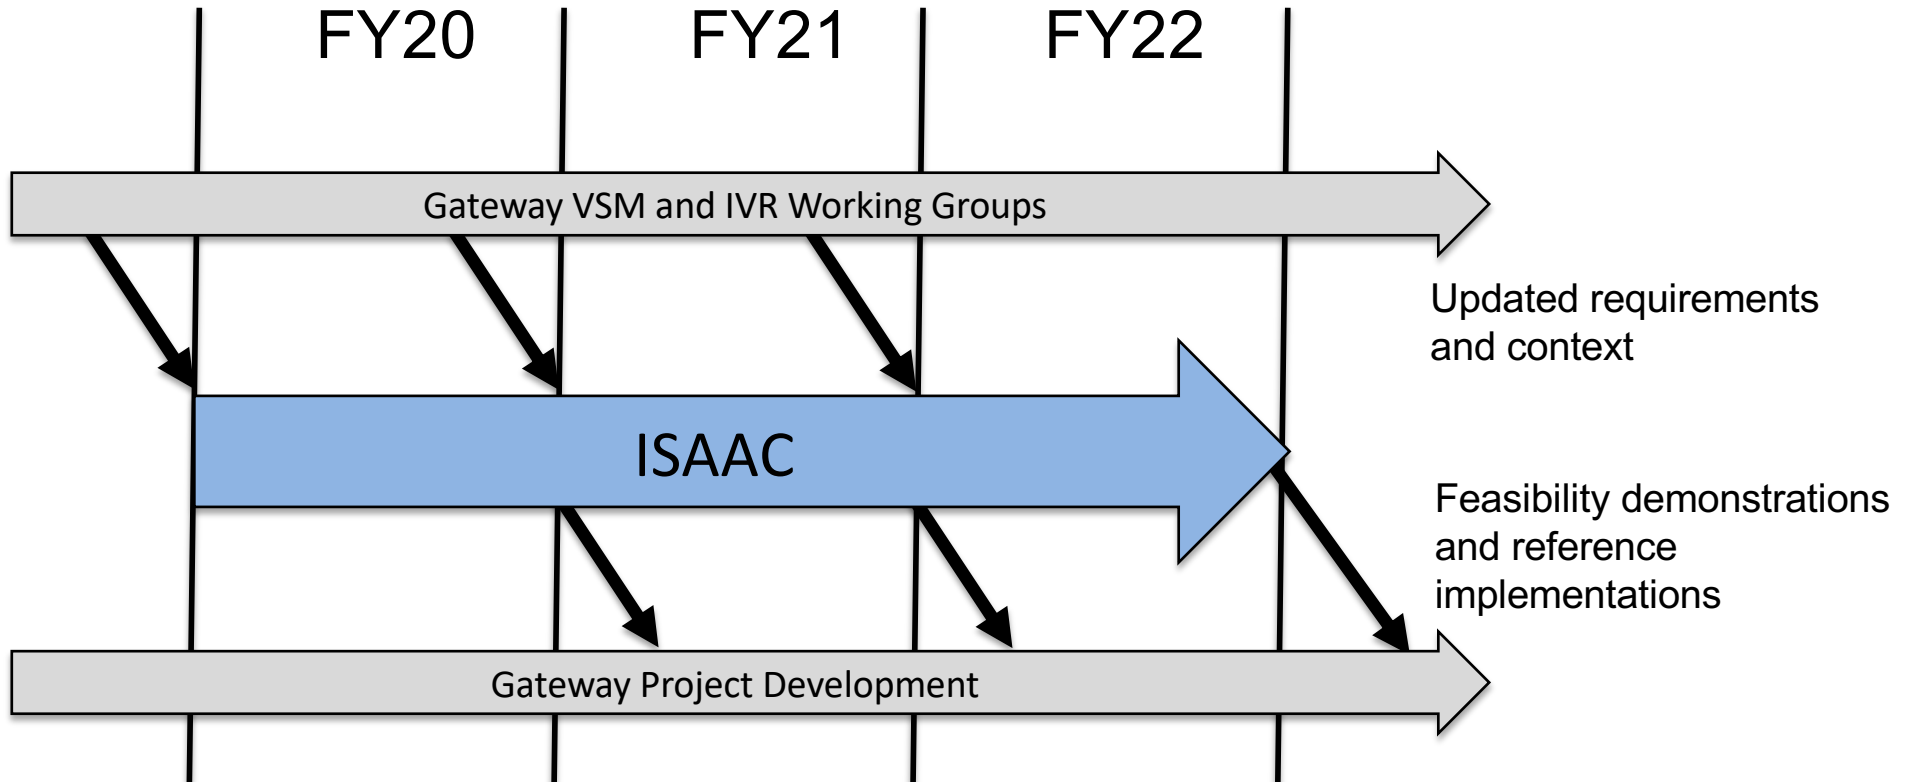 FY20
FY21
FY22
Gateway VSM and IVR Working Groups
Updated requirements
and context
ISAAC
Feasibility demonstrations
and reference
implementations
Gateway Project Development